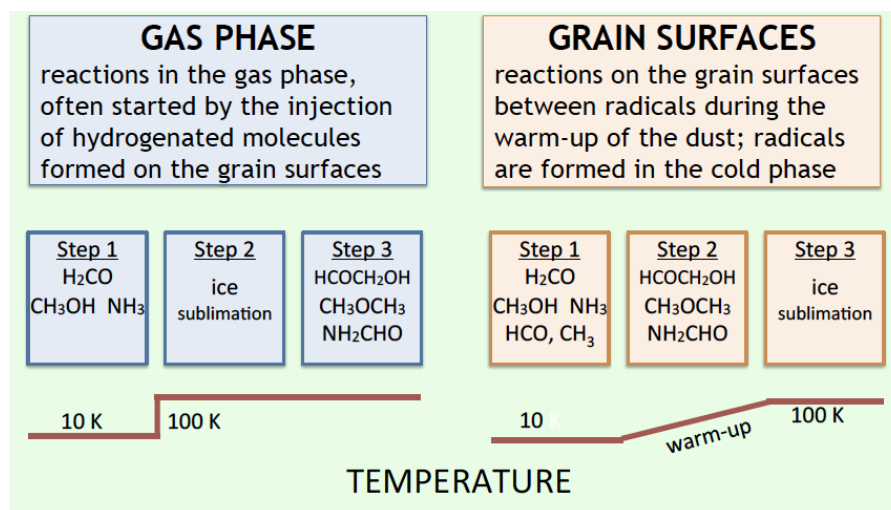 GAS PHASE
reactions in the gas phase,
often started by the injection
of hydrogenated molecules
formed on the grain surfaces
GRAIN SURFACES
reactions on the grain surfaces
between radicals during the
warm-up of the dust; radicals
are formed in the cold phase
Step 1
H₂CO
CH₃OH NH₃
Step 2
ice
sublimation
Step 3
HCOCH₂OH
CH₃OCH₃
NH₂CHO
Step 1
H₂CO
CH₃OH NH₃
HCO, CH₃
Step 2
HCOCH₂OH
CH₃OCH₃
NH₂CHO
Step 3
ice
sublimation
10 K
100 K
10 K
warm-up
100 K
TEMPERATURE